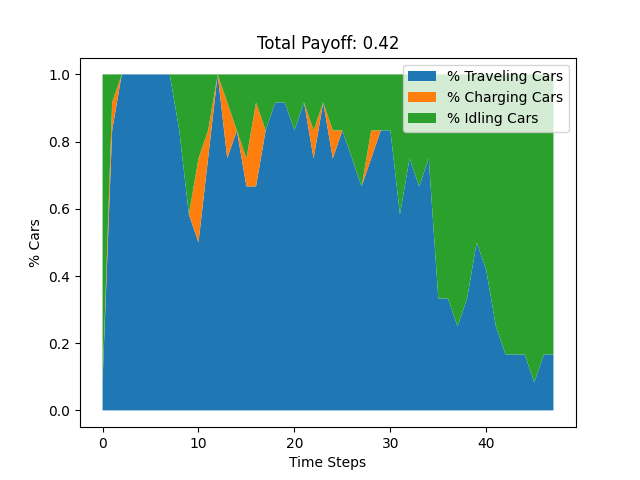 Total Payoff: 0.42
% Traveling Cars
% Charging Cars
% Idling Cars
1.0
0.8
0.6
0.4
0.2
0.0
% Cars
0
10
20
30
40
Time Steps